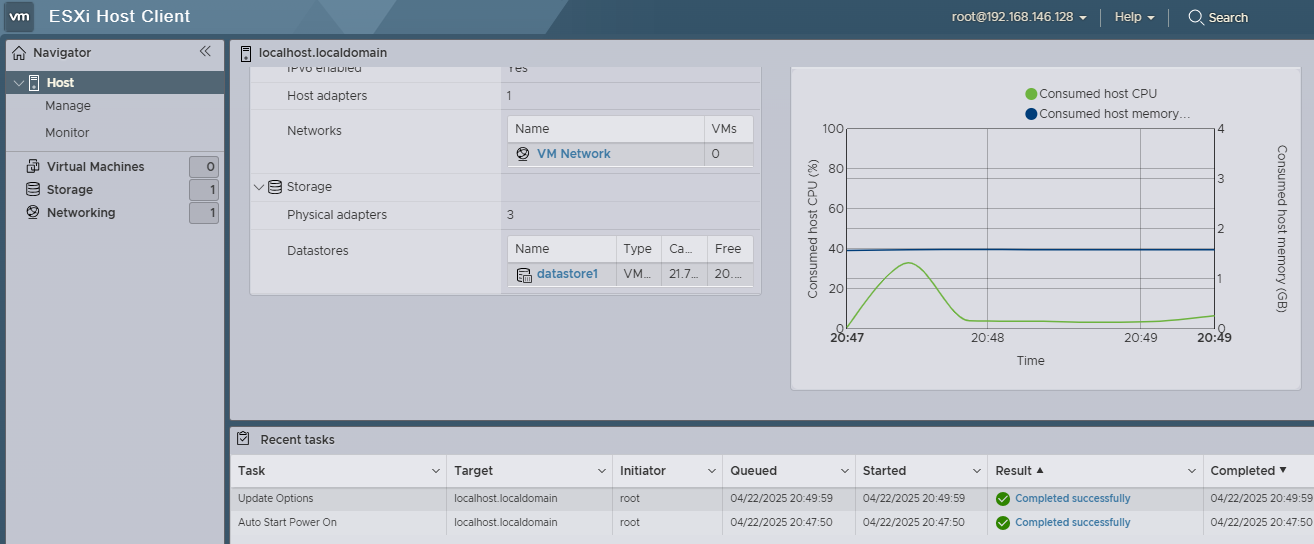 vm ESXi Host Client root@192.168.146.128 Help Search
Navigator
Host
Manage
Monitor
Virtual Machines 0
Storage 1
Networking 1
localhost.localdomain
IPv6 enabled Yes
Host adapters 1
Networks
Name VMs
VM Network 0
Storage
Physical adapters 3
Datastores
Name Type Ca... Free
datastore1 VM... 21.7... 20....
Consumed host CPU
Consumed host memory...
Consumed host CPU (%)
100
80
60
40
20
0
4
3
2
1
0
Consumed host memory (GB)
20:47 20:48 20:49 20:49
Time
Recent tasks
Task Target Initiator Queued Started Result Completed
Update Options localhost.localdomain root 04/22/2025 20:49:59 04/22/2025 20:49:59 Completed successfully 04/22/2025 20:49:59
Auto Start Power On localhost.localdomain root 04/22/2025 20:47:50 04/22/2025 20:47:50 Completed successfully 04/22/2025 20:47:50